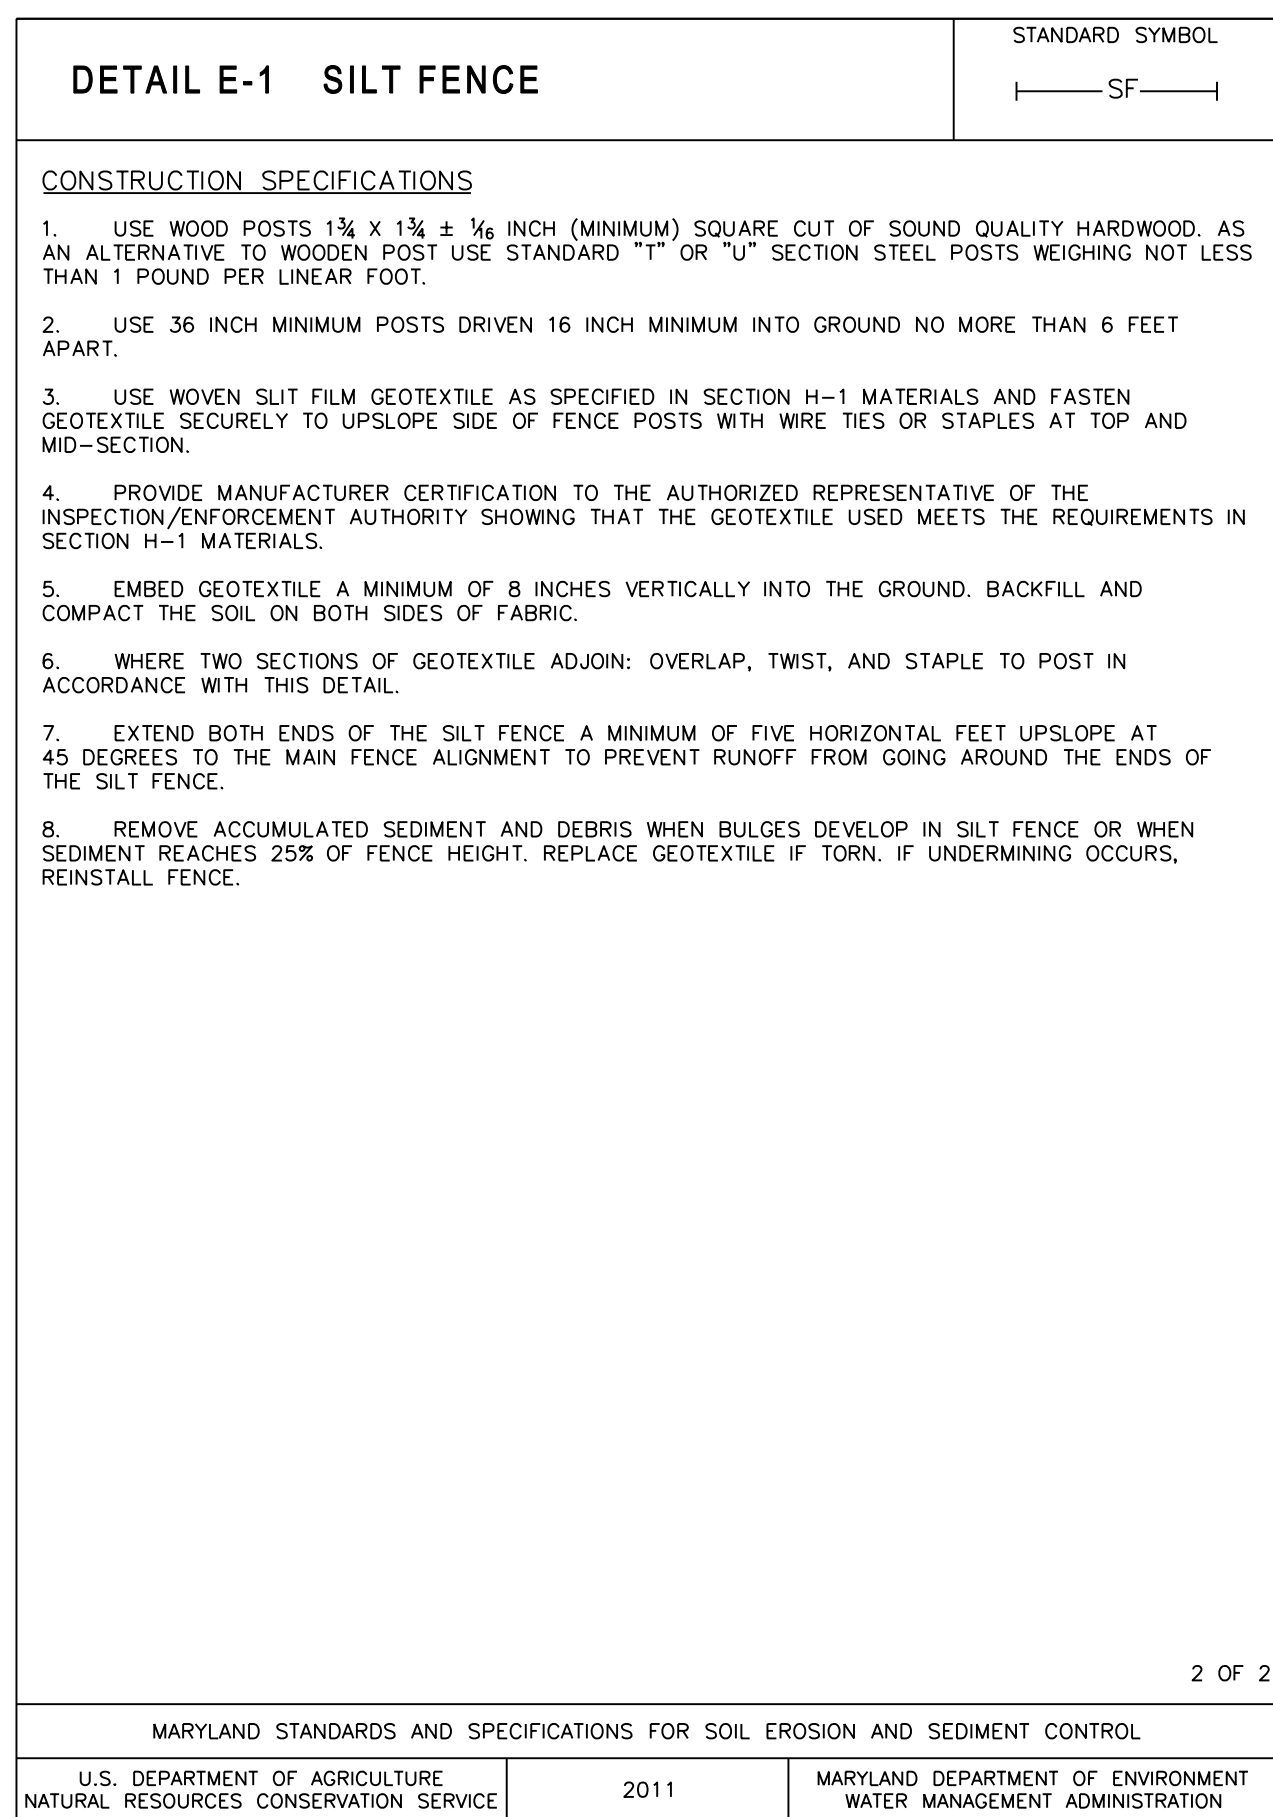 DETAIL E-1 SILT FENCE
STANDARD SYMBOL
SF
CONSTRUCTION SPECIFICATIONS
1. USE WOOD POSTS 1¾ X 1¾ ± 1⁄16 INCH (MINIMUM) SQUARE CUT OF SOUND QUALITY HARDWOOD. AS
AN ALTERNATIVE TO WOODEN POST USE STANDARD "T" OR "U" SECTION STEEL POSTS WEIGHING NOT LESS
THAN 1 POUND PER LINEAR FOOT.
2. USE 36 INCH MINIMUM POSTS DRIVEN 16 INCH MINIMUM INTO GROUND NO MORE THAN 6 FEET
APART.
3. USE WOVEN SLIT FILM GEOTEXTILE AS SPECIFIED IN SECTION H-1 MATERIALS AND FASTEN
GEOTEXTILE SECURELY TO UPSLOPE SIDE OF FENCE POSTS WITH WIRE TIES OR STAPLES AT TOP AND
MID-SECTION.
4. PROVIDE MANUFACTURER CERTIFICATION TO THE AUTHORIZED REPRESENTATIVE OF THE
INSPECTION/ENFORCEMENT AUTHORITY SHOWING THAT THE GEOTEXTILE USED MEETS THE REQUIREMENTS IN
SECTION H-1 MATERIALS.
5. EMBED GEOTEXTILE A MINIMUM OF 8 INCHES VERTICALLY INTO THE GROUND. BACKFILL AND
COMPACT THE SOIL ON BOTH SIDES OF FABRIC.
6. WHERE TWO SECTIONS OF GEOTEXTILE ADJOIN: OVERLAP, TWIST, AND STAPLE TO POST IN
ACCORDANCE WITH THIS DETAIL.
7. EXTEND BOTH ENDS OF THE SILT FENCE A MINIMUM OF FIVE HORIZONTAL FEET UPSLOPE AT
45 DEGREES TO THE MAIN FENCE ALIGNMENT TO PREVENT RUNOFF FROM GOING AROUND THE ENDS OF
THE SILT FENCE.
8. REMOVE ACCUMULATED SEDIMENT AND DEBRIS WHEN BULGES DEVELOP IN SILT FENCE OR WHEN
SEDIMENT REACHES 25% OF FENCE HEIGHT. REPLACE GEOTEXTILE IF TORN. IF UNDERMINING OCCURS,
REINSTALL FENCE.
2 OF 2
MARYLAND STANDARDS AND SPECIFICATIONS FOR SOIL EROSION AND SEDIMENT CONTROL
U.S. DEPARTMENT OF AGRICULTURE
NATURAL RESOURCES CONSERVATION SERVICE
2011
MARYLAND DEPARTMENT OF ENVIRONMENT
WATER MANAGEMENT ADMINISTRATION